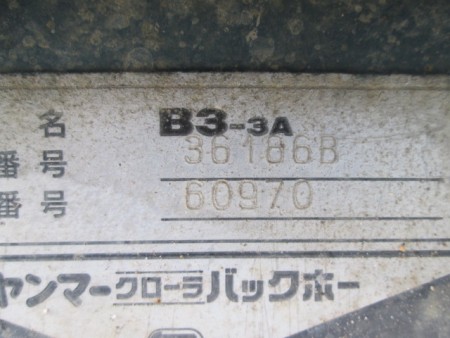 名 B3-3A
番号 36186B
番号 60970
ヤンマークローラバックホー